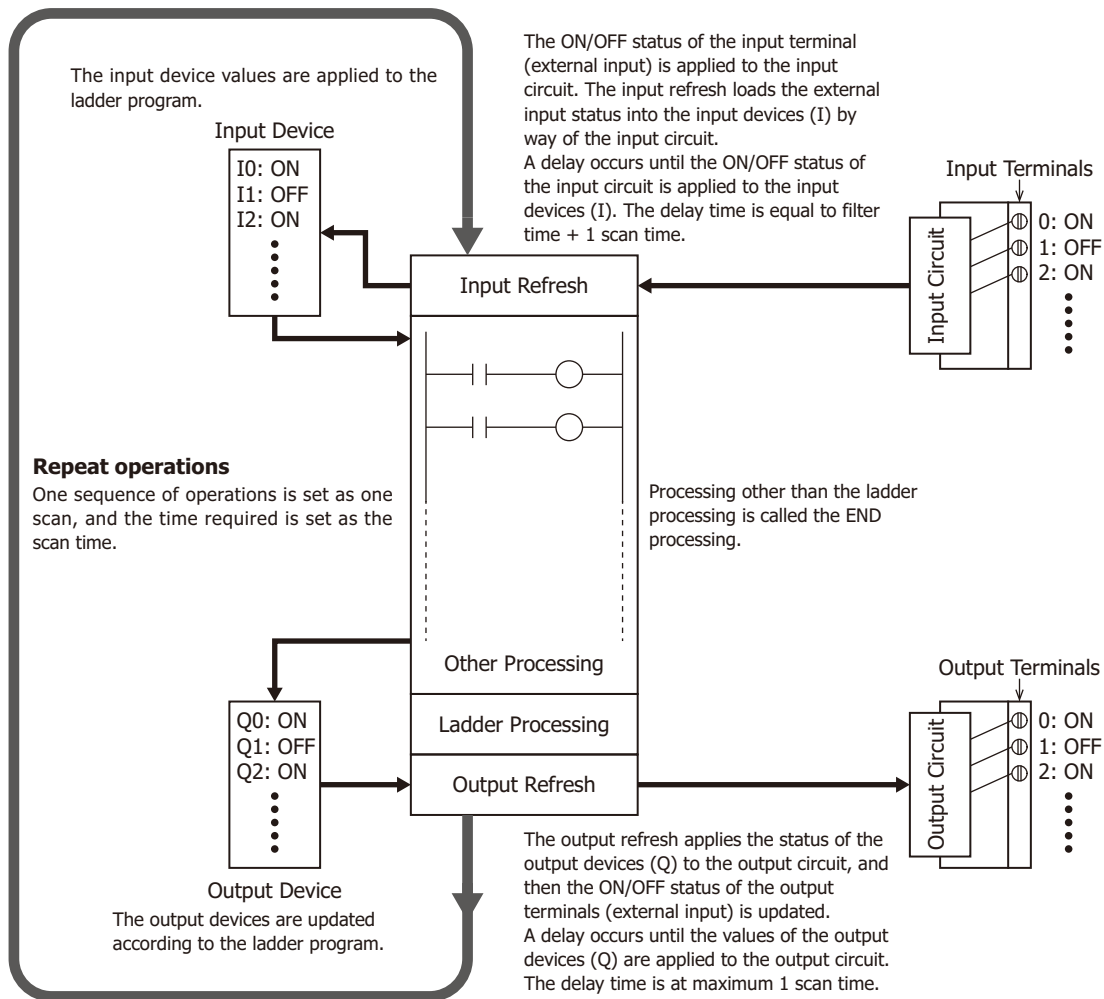 The input device values are applied to the
ladder program.
Input Device
I0: ON
I1: OFF
I2: ON
The ON/OFF status of the input terminal
(external input) is applied to the input
circuit. The input refresh loads the external
input status into the input devices (I) by
way of the input circuit.
A delay occurs until the ON/OFF status of
the input circuit is applied to the input
devices (I). The delay time is equal to filter
time + 1 scan time.
Input Terminals
Input Circuit
0: ON
1: OFF
2: ON
Input Refresh
Repeat operations
One sequence of operations is set as one
scan, and the time required is set as the
scan time.
Processing other than the ladder
processing is called the END
processing.
Other Processing
Ladder Processing
Output Refresh
Q0: ON
Q1: OFF
Q2: ON
Output Device
The output devices are updated
according to the ladder program.
Output Terminals
Output Circuit
0: ON
1: OFF
2: ON
The output refresh applies the status of the
output devices (Q) to the output circuit, and
then the ON/OFF status of the output
terminals (external input) is updated.
A delay occurs until the values of the output
devices (Q) are applied to the output circuit.
The delay time is at maximum 1 scan time.